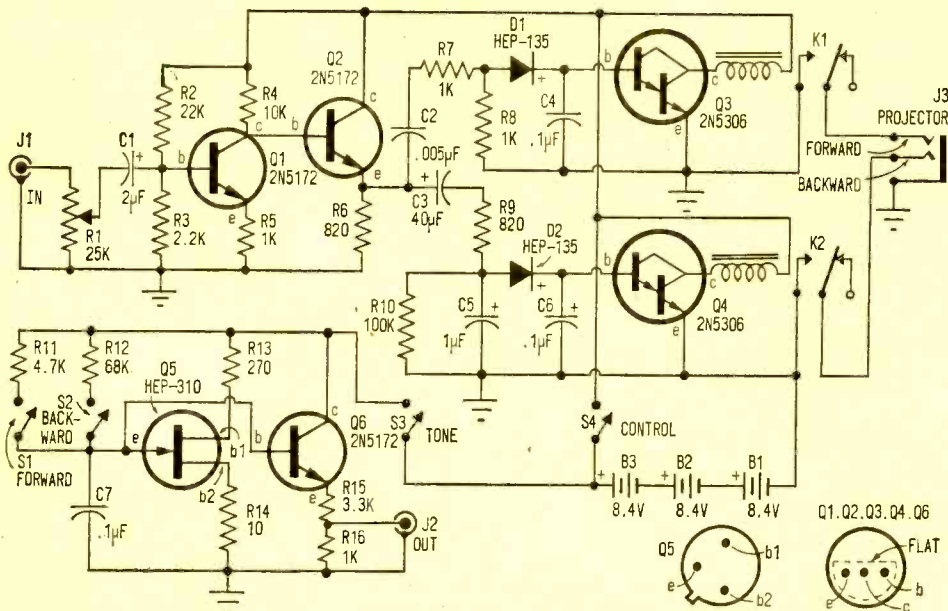 J1
IN
R1
25K
C1
+
2µF
R2
22K
R3
2.2K
R4
10K
b
c
e
Q1
2N5172
R5
1K
Q2
2N5172
b
c
e
R6
820
C2
.005µF
+
C3
40µF
R7
1K
R8
1K
D1
HEP-135
+
C4
.1µF
b
c
e
Q3
2N5306
K1
J3
PROJECTOR
FORWARD
BACKWARD
R9
820
R10
100K
D2
HEP-135
C5
+
1µF
C6
+
.1µF
b
c
e
Q4
2N5306
K2
R11
4.7K
R12
68K
Q5
HEP-310
R13
270
S2
BACK-
WARD
S1
FORWARD
e
b1
b2
C7
.1µF
R14
10
b
c
e
Q6
2N5172
R15
3.3K
R16
1K
J2
OUT
S3
TONE
S4
CONTROL
+
B3
8.4V
+
B2
8.4V
+
B1
8.4V
Q5
e
b1
b2
Q1.Q2.Q3.Q4.Q6
FLAT
e
b
c